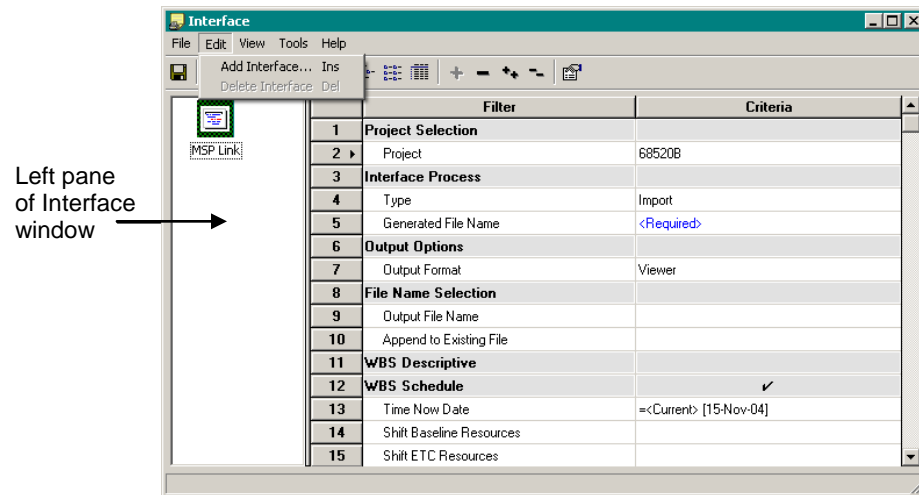 Interface
File Edit View Tools Help
Add Interface... Ins
Delete Interface Del
MSP Link
Left pane
of Interface
window
Filter Criteria
1 Project Selection
2 Project 68520B
3 Interface Process
4 Type Import
5 Generated File Name <Required>
6 Output Options
7 Output Format Viewer
8 File Name Selection
9 Output File Name
10 Append to Existing File
11 WBS Descriptive
12 WBS Schedule ✔
13 Time Now Date =<Current> [15-Nov-04]
14 Shift Baseline Resources
15 Shift ETC Resources